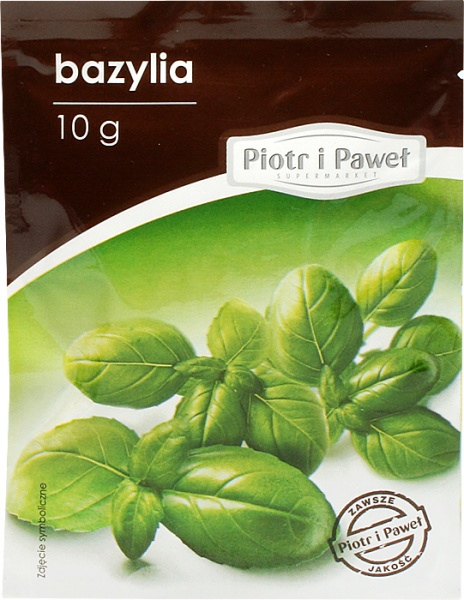 bazylia
10 g
Piotr i Paweł
SUPERMARKET
Zdjęcie symboliczne
ZAWSZE
Piotr i Paweł
JAKOŚĆ